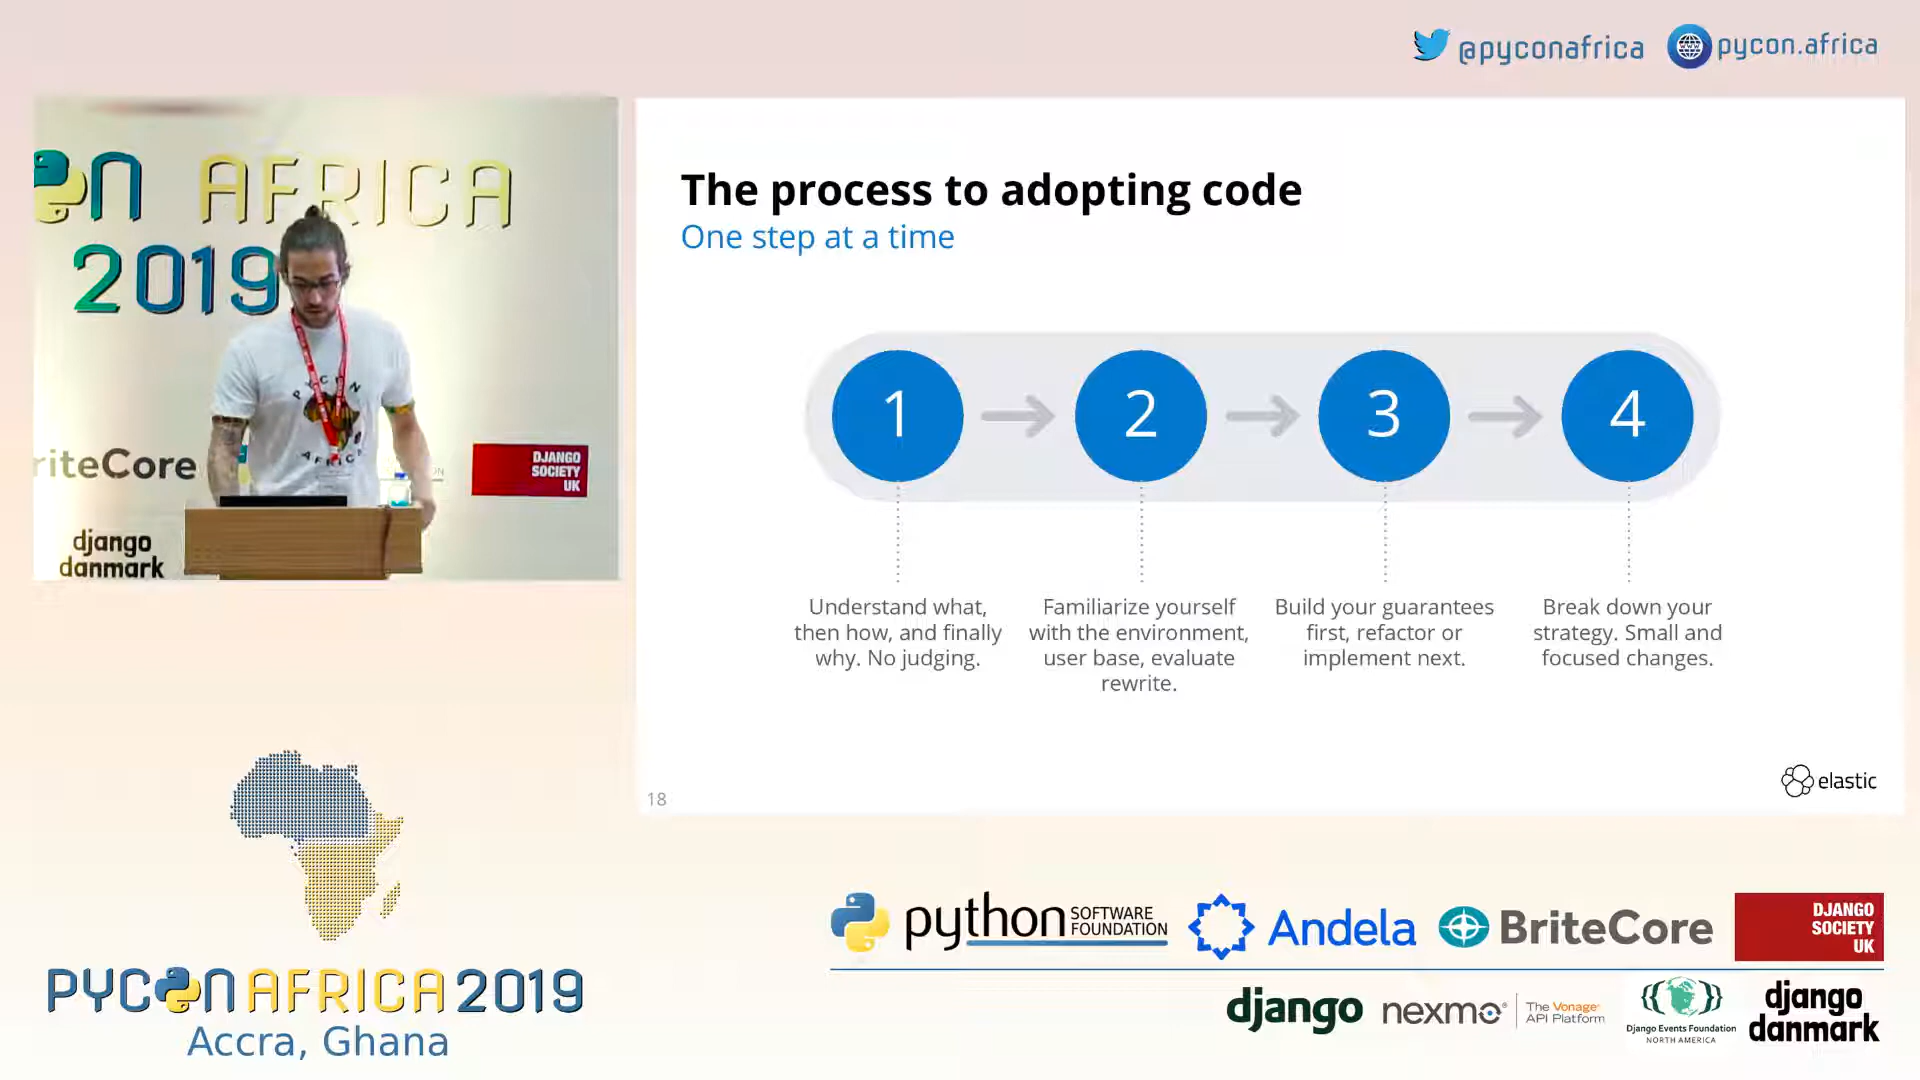 @pyconafrica
pycon.africa
ON AFRICA
2019
PYCON
AFRICA
riteCore
DJANGO
SOCIETY
UK
django
danmark
The process to adopting code
One step at a time
1
2
3
4
Understand what,
then how, and finally
why. No judging.
Familiarize yourself
with the environment,
user base, evaluate
rewrite.
Build your guarantees
first, refactor or
implement next.
Break down your
strategy. Small and
focused changes.
18
elastic
PYCON AFRICA 2019
Accra, Ghana
python SOFTWARE
FOUNDATION
Andela
BriteCore
DJANGO
SOCIETY
UK
django
nexmo
The Vonage
API Platform
Django Events Foundation
NORTH AMERICA
django
danmark